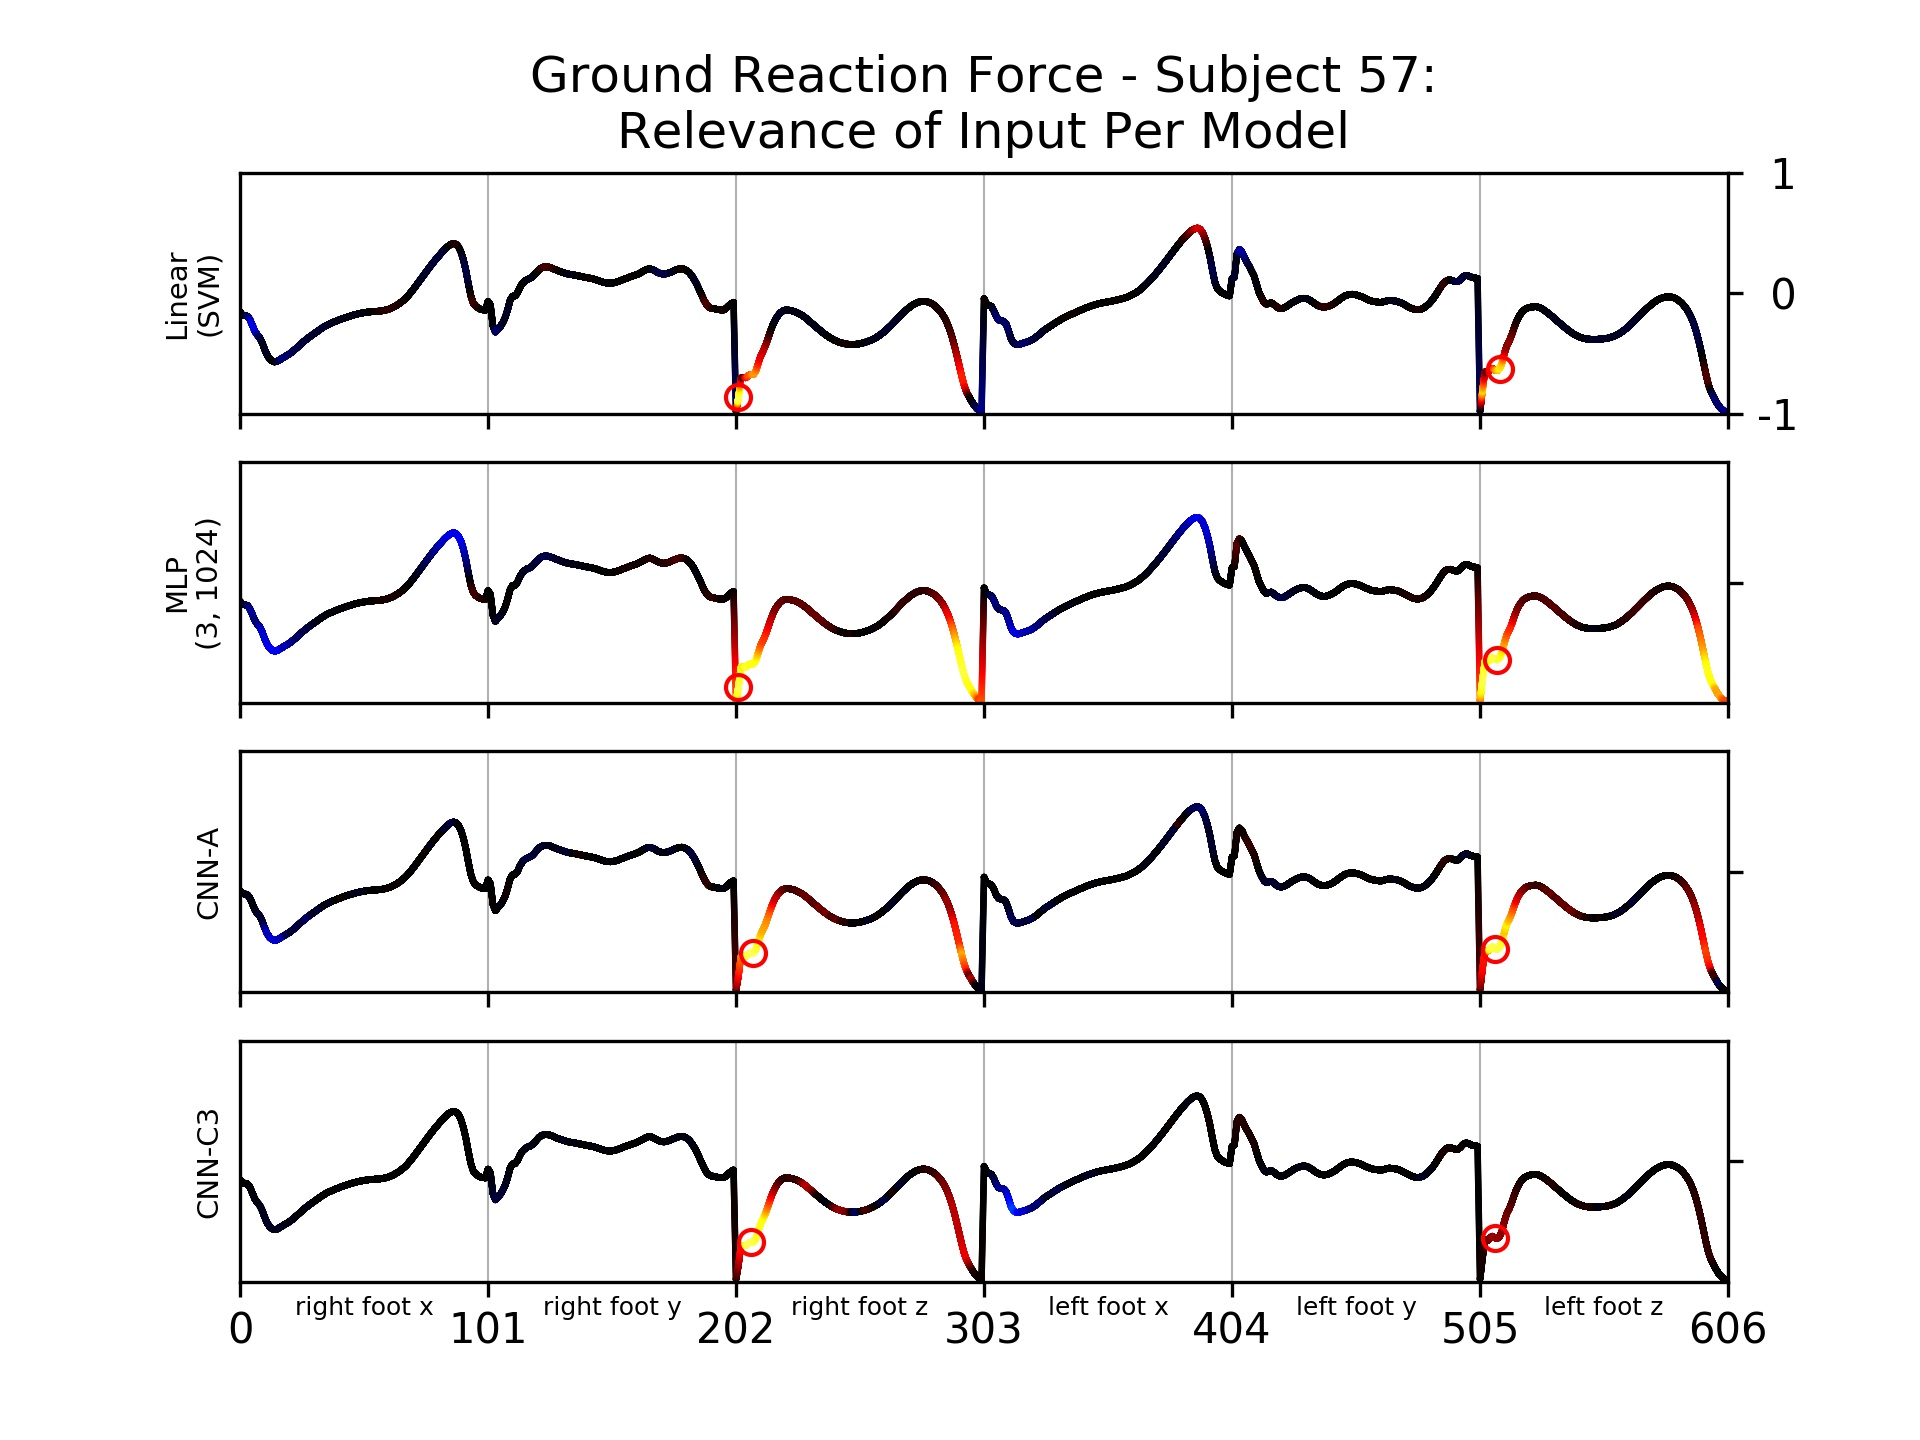 Ground Reaction Force - Subject 57:
Relevance of Input Per Model
Linear
(SVM)
1
0
-1
MLP
(3, 1024)
CNN-A
CNN-C3
right foot x
right foot y
right foot z
left foot x
left foot y
left foot z
0
101
202
303
404
505
606